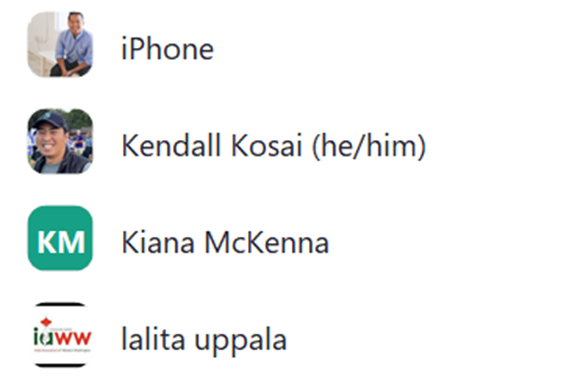 iPhone
Kendall Kosai (he/him)
KM
Kiana McKenna
iaww
lalita uppala